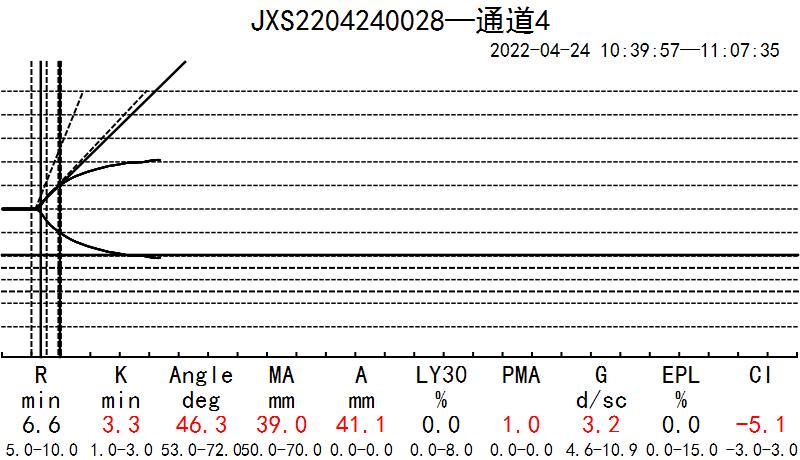 JXS2204240028—通道4
2022-04-24 10:39:57—11:07:35
R K Angle MA A LY30 PMA G EPL CI
min min deg mm mm % d/sc %
6.6 3.3 46.3 39.0 41.1 0.0 1.0 3.2 0.0 -5.1
5.0-10.0 1.0-3.0 53.0-72.0 50.0-70.0 0.0-0.0 0.0-8.0 0.0-0.0 4.6-10.9 0.0-15.0 -3.0-3.0